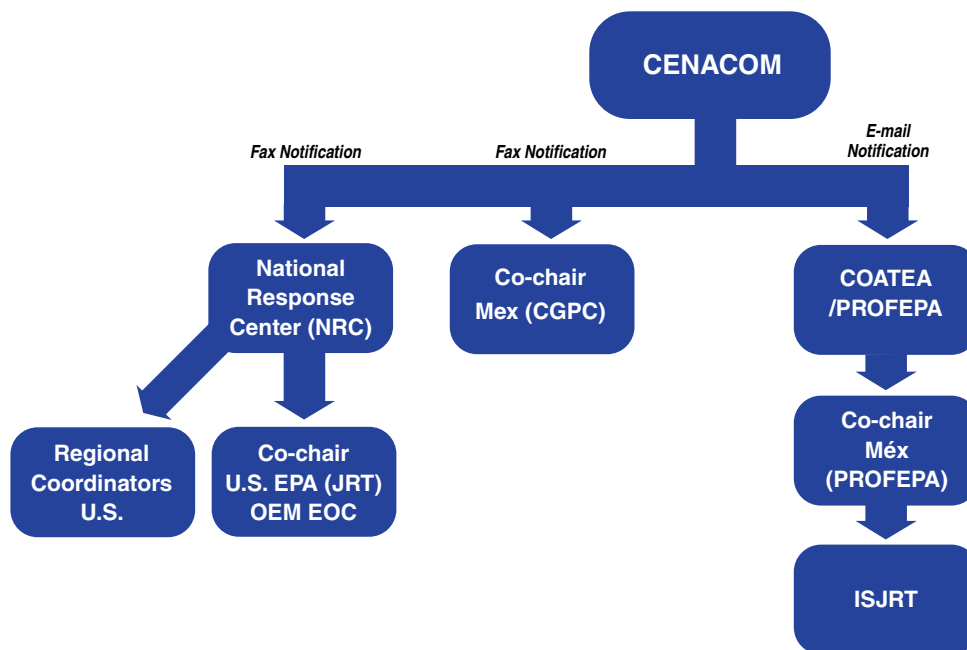 CENACOM
Fax Notification
Fax Notification
E-mail
Notification
National
Response
Center (NRC)
Co-chair
Mex (CGPC)
COATEA
/PROFEPA
Regional
Coordinators
U.S.
Co-chair
U.S. EPA (JRT)
OEM EOC
Co-chair
Méx
(PROFEPA)
ISJRT